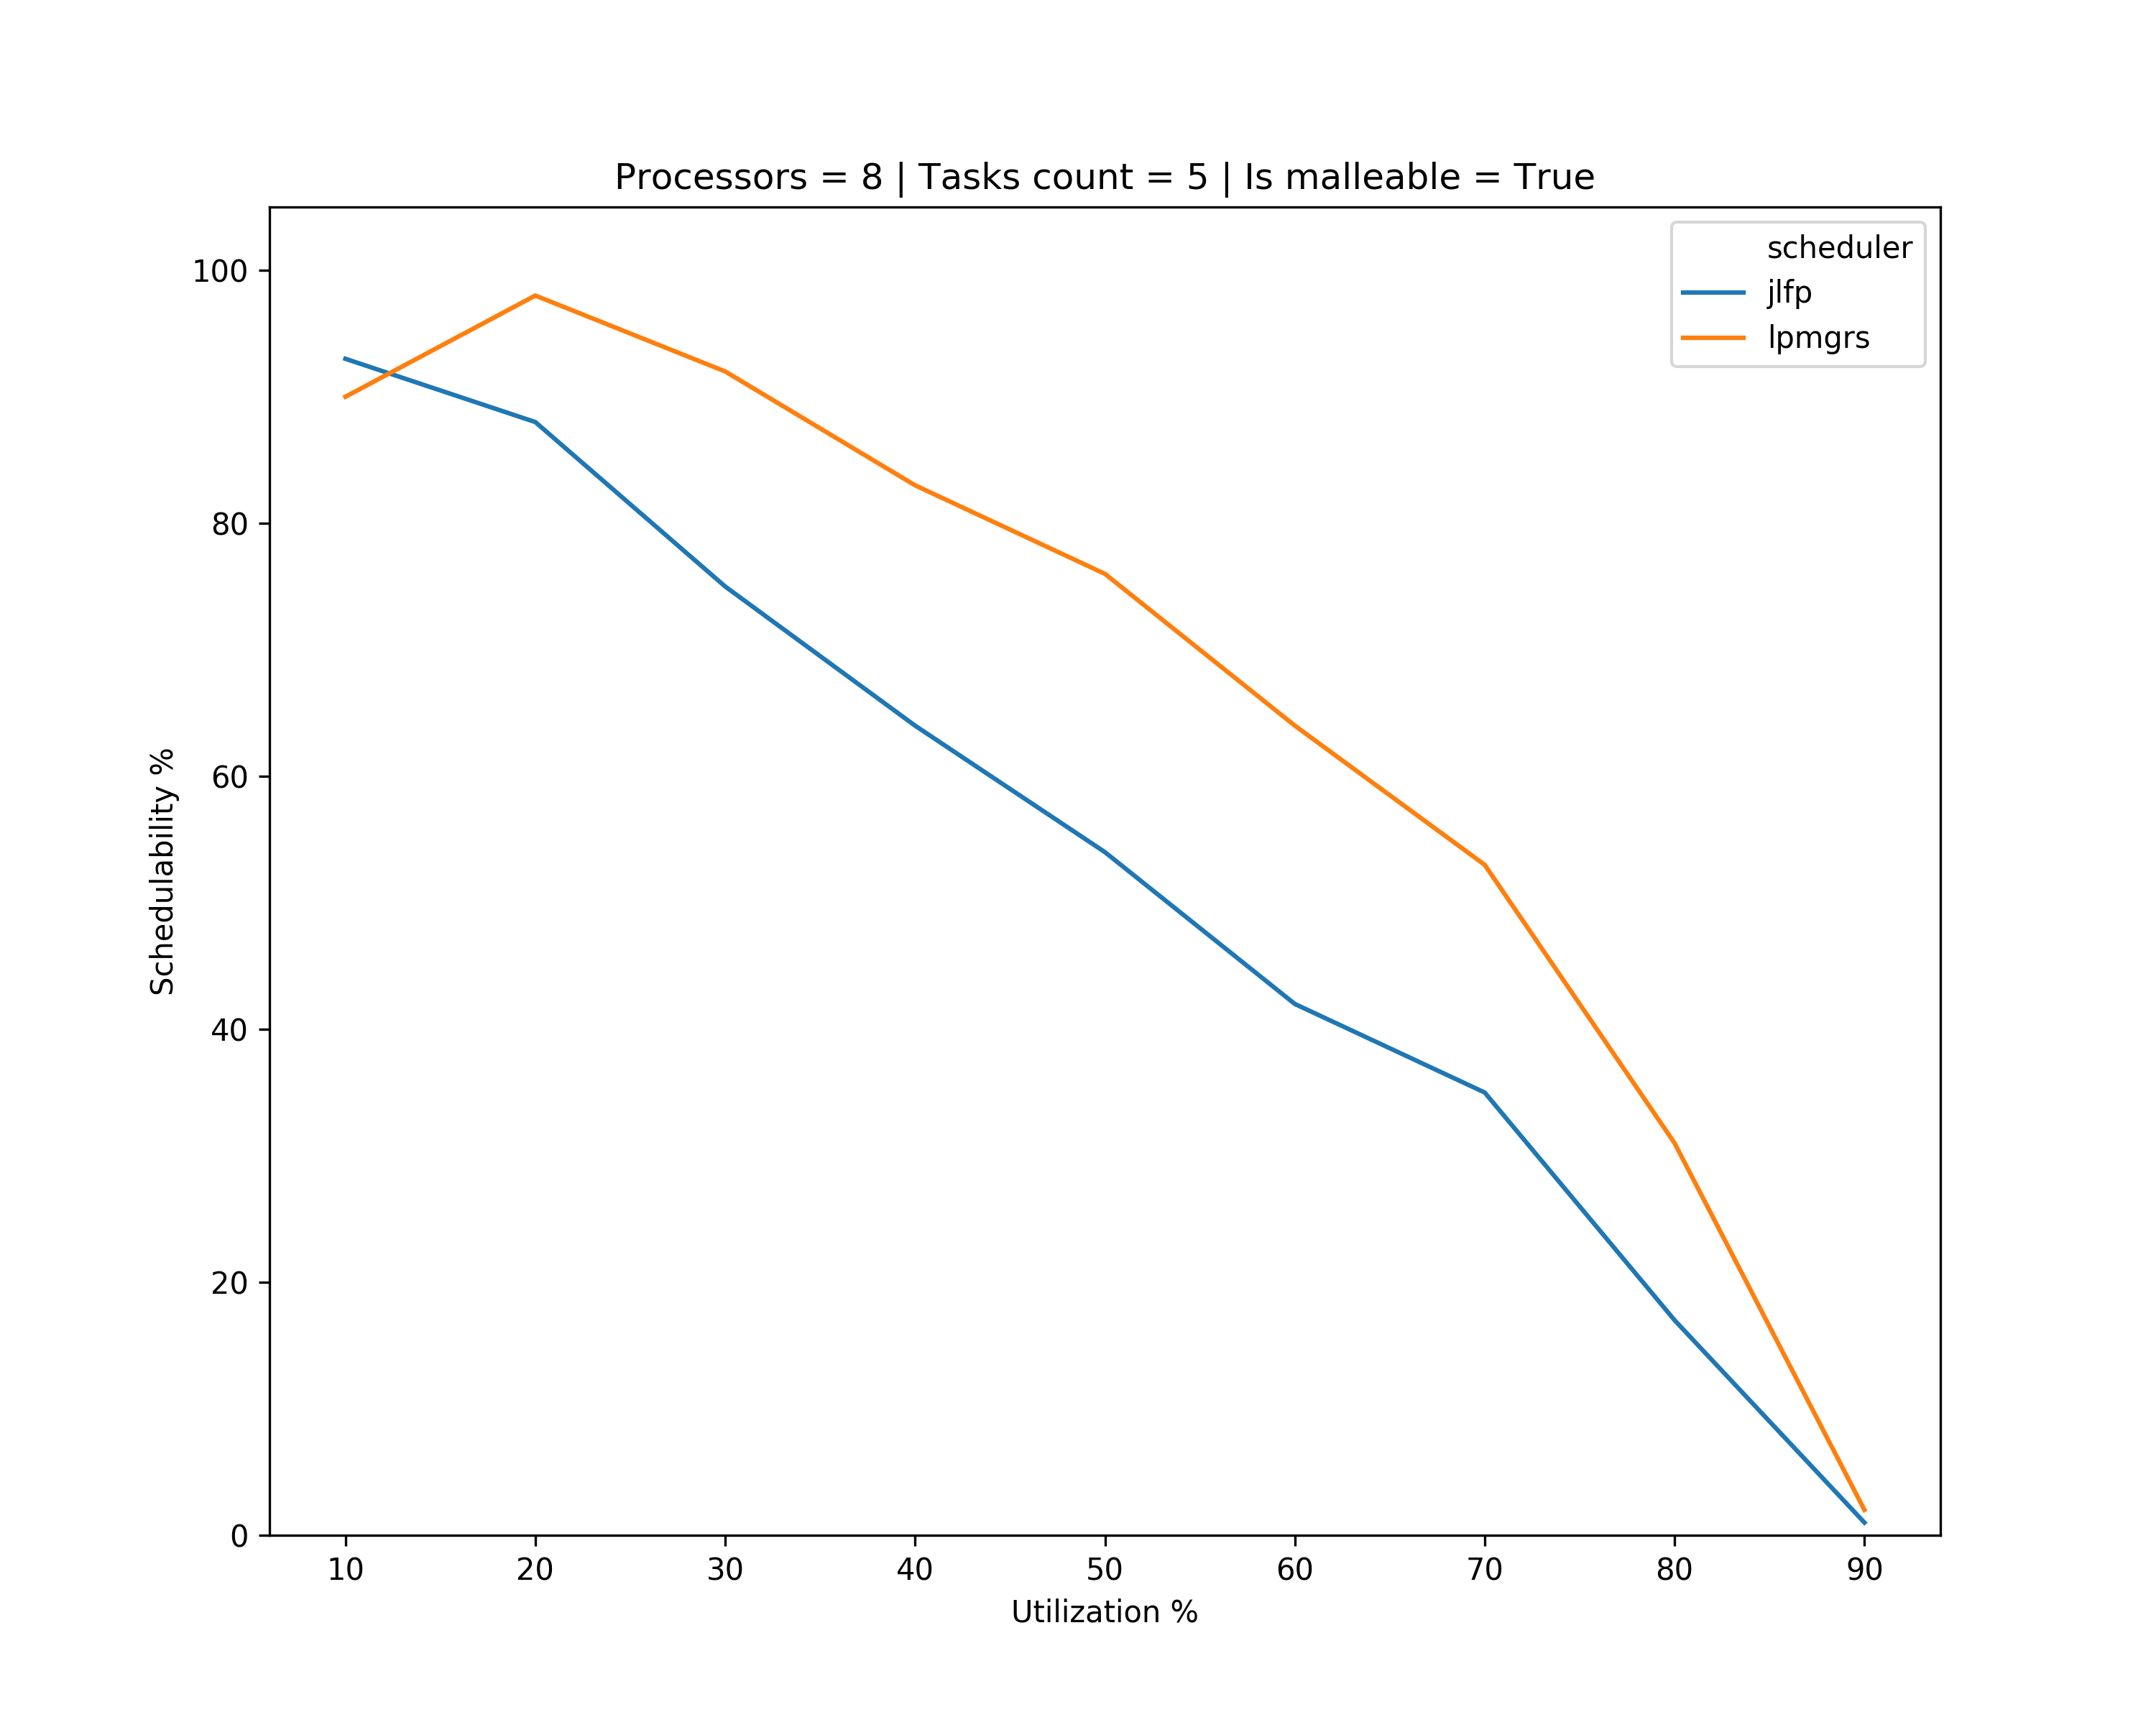 Processors = 8 | Tasks count = 5 | Is malleable = True
scheduler
jlfp
lpmgrs
Schedulability %
100
80
60
40
20
0
10 20 30 40 50 60 70 80 90
Utilization %